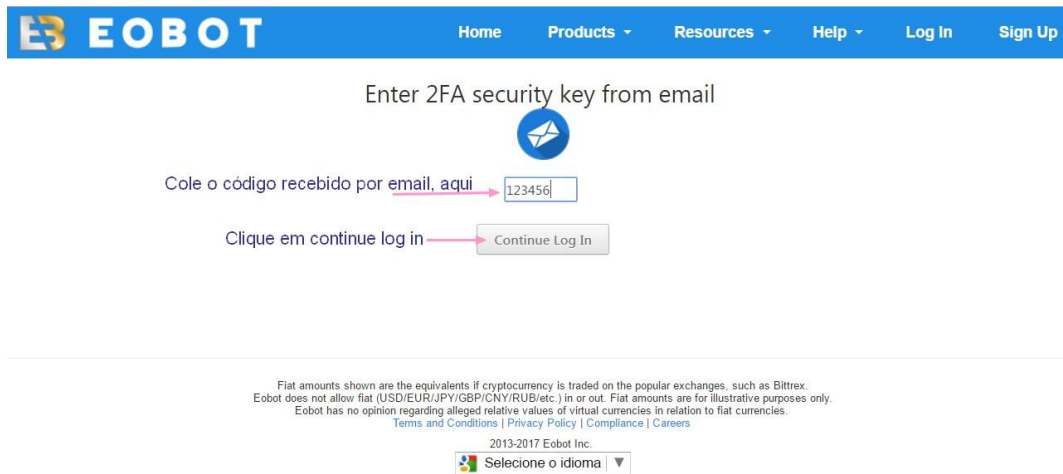 EB EOBOT Home Products Resources Help Log In Sign Up
Enter 2FA security key from email
Cole o código recebido por email, aqui 123456
Clique em continue log in Continue Log In
Fiat amounts shown are the equivalents if cryptocurrency is traded on the popular exchanges, such as Bittrex.
Eobot does not allow fiat (USD/EUR/JPY/GBP/CNY/RUB/etc.) in or out. Fiat amounts are for illustrative purposes only.
Eobot has no opinion regarding alleged relative values of virtual currencies in relation to fiat currencies.
Terms and Conditions | Privacy Policy | Compliance | Careers
2013-2017 Eobot Inc.
Selecione o idioma